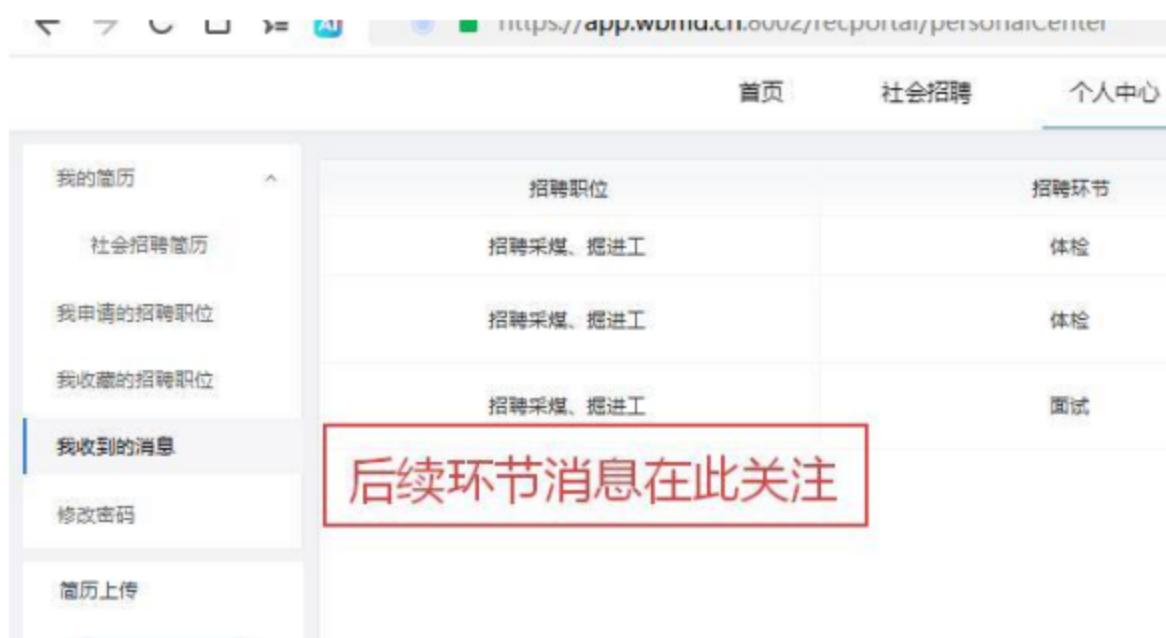 https://app.wbmd.cn:8002/recportal/personalCenter
首页 社会招聘 个人中心
我的简历
招聘职位 招聘环节
社会招聘简历
招聘采煤、掘进工 体检
我申请的招聘职位
招聘采煤、掘进工 体检
我收藏的招聘职位
招聘采煤、掘进工 面试
我收到的消息
后续环节消息在此关注
修改密码
简历上传